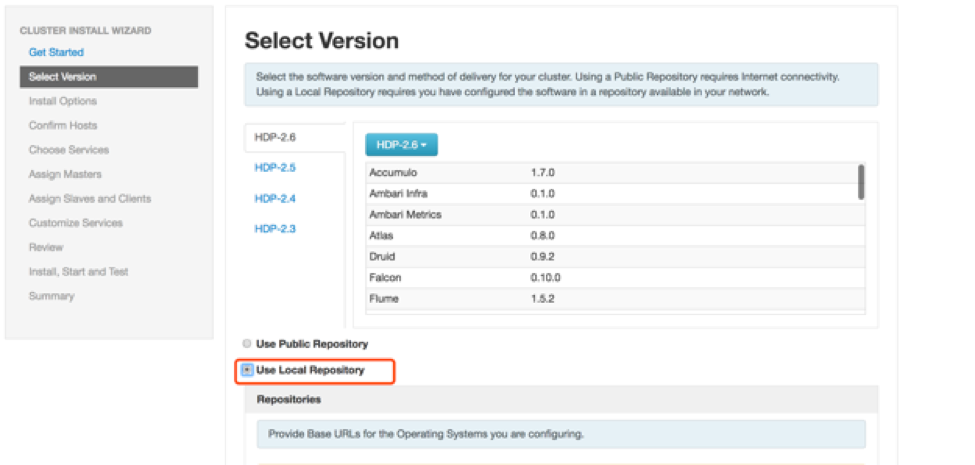 CLUSTER INSTALL WIZARD
Get Started
Select Version
Install Options
Confirm Hosts
Choose Services
Assign Masters
Assign Slaves and Clients
Customize Services
Review
Install, Start and Test
Summary
Select Version
Select the software version and method of delivery for your cluster. Using a Public Repository requires Internet connectivity.
Using a Local Repository requires you have configured the software in a repository available in your network.
HDP-2.6
HDP-2.5
HDP-2.4
HDP-2.3
HDP-2.6
Accumulo 1.7.0
Ambari Infra 0.1.0
Ambari Metrics 0.1.0
Atlas 0.8.0
Druid 0.9.2
Falcon 0.10.0
Flume 1.5.2
Use Public Repository
Use Local Repository
Repositories
Provide Base URLs for the Operating Systems you are configuring.